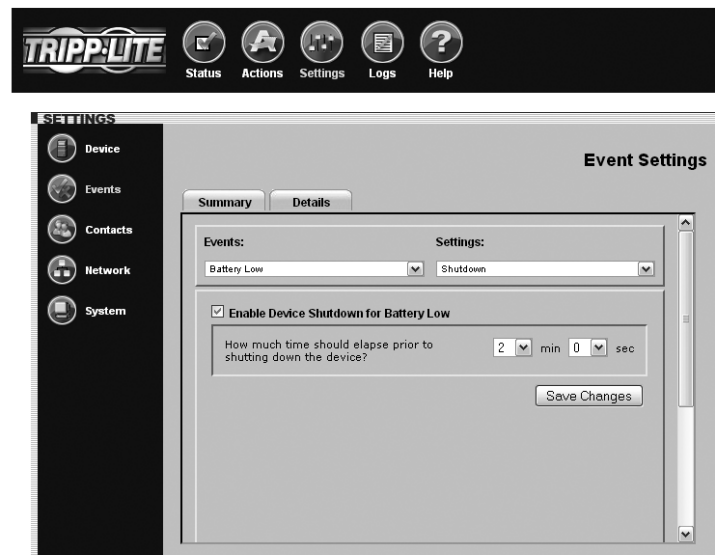 TRIPP·LITE
Status Actions Settings Logs Help
SETTINGS
Device
Events
Contacts
Network
System
Event Settings
Summary Details
Events: Settings:
Battery Low Shutdown
Enable Device Shutdown for Battery Low
How much time should elapse prior to
shutting down the device?
2 min 0 sec
Save Changes